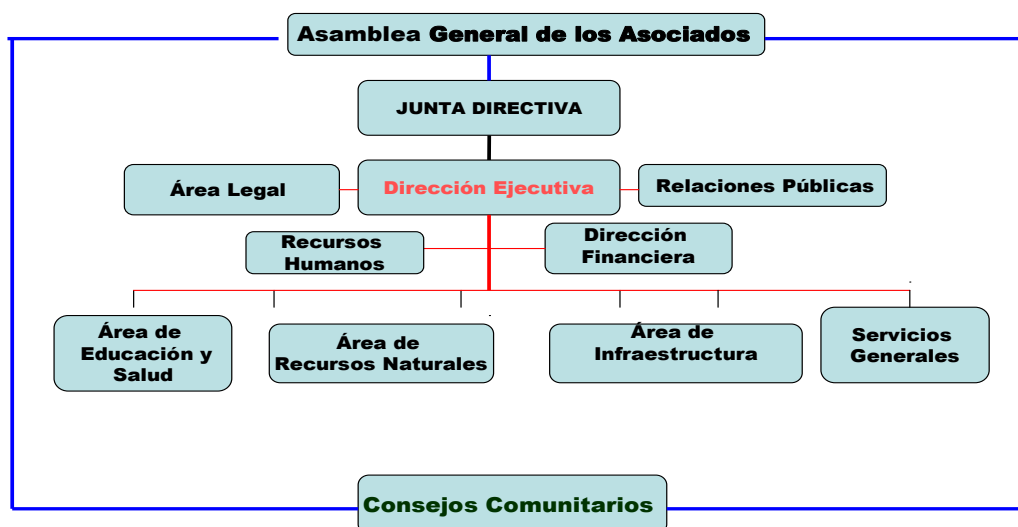 Asamblea General de los Asociados
JUNTA DIRECTIVA
Área Legal
Dirección Ejecutiva
Relaciones Públicas
Recursos
Humanos
Dirección
Financiera
Área de
Educación y
Salud
Área de
Recursos Naturales
Área de
Infraestructura
Servicios
Generales
Consejos Comunitarios